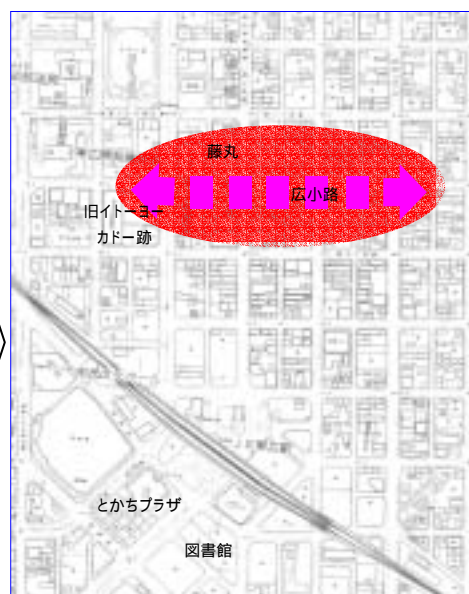 藤丸
広小路
旧イトーヨー
カドー跡
とかちプラザ
図書館